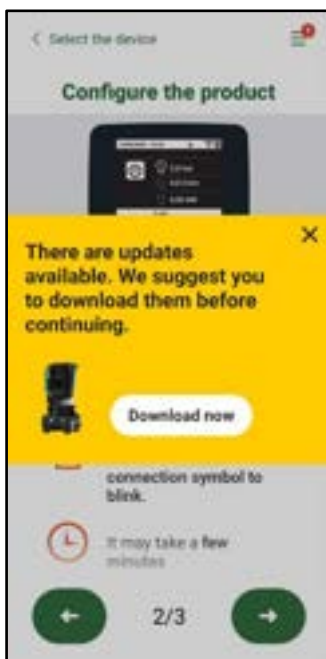 Select the device
Configure the product
There are updates
available. We suggest you
to download them before
continuing.
Download now
connection symbol to
blink.
It may take a few
minutes
2/3